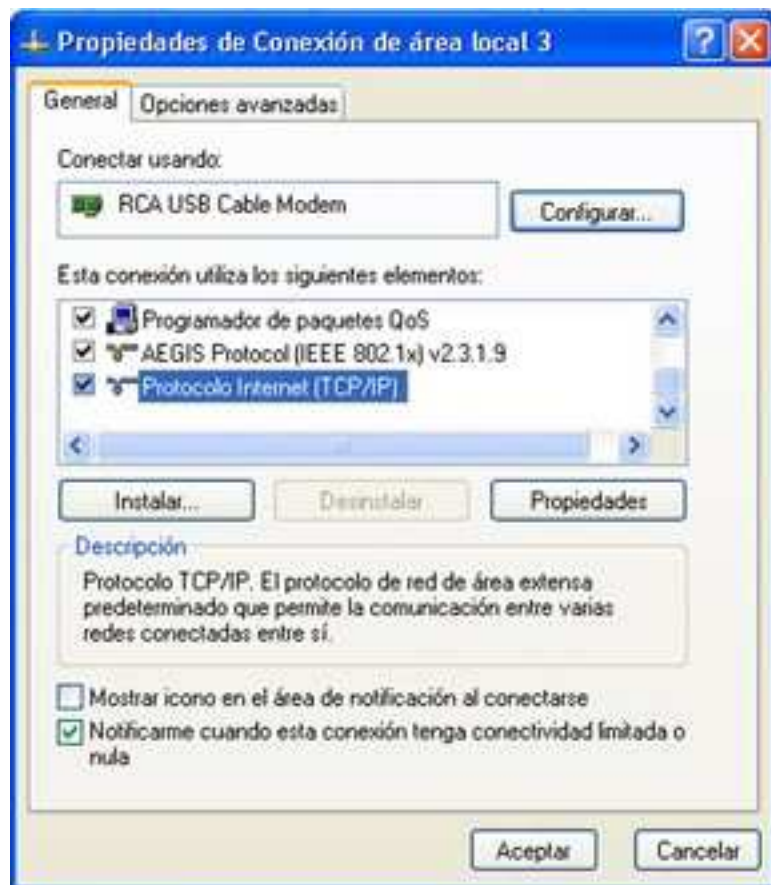 Propiedades de Conexión de área local 3
General
Opciones avanzadas
Conectar usando:
RCA USB Cable Modem
Configurar...
Esta conexión utiliza los siguientes elementos:
Programador de paquetes QoS
AEGIS Protocol (IEEE 802.1x) v2.3.1.9
Protocolo Internet (TCP/IP)
Instalar...
Desinstalar
Propiedades
Descripción
Protocolo TCP/IP. El protocolo de red de área extensa
predeterminado que permite la comunicación entre varias
redes conectadas entre sí.
Mostrar icono en el área de notificación al conectarse
Notificarme cuando esta conexión tenga conectividad limitada o
nula
Aceptar
Cancelar